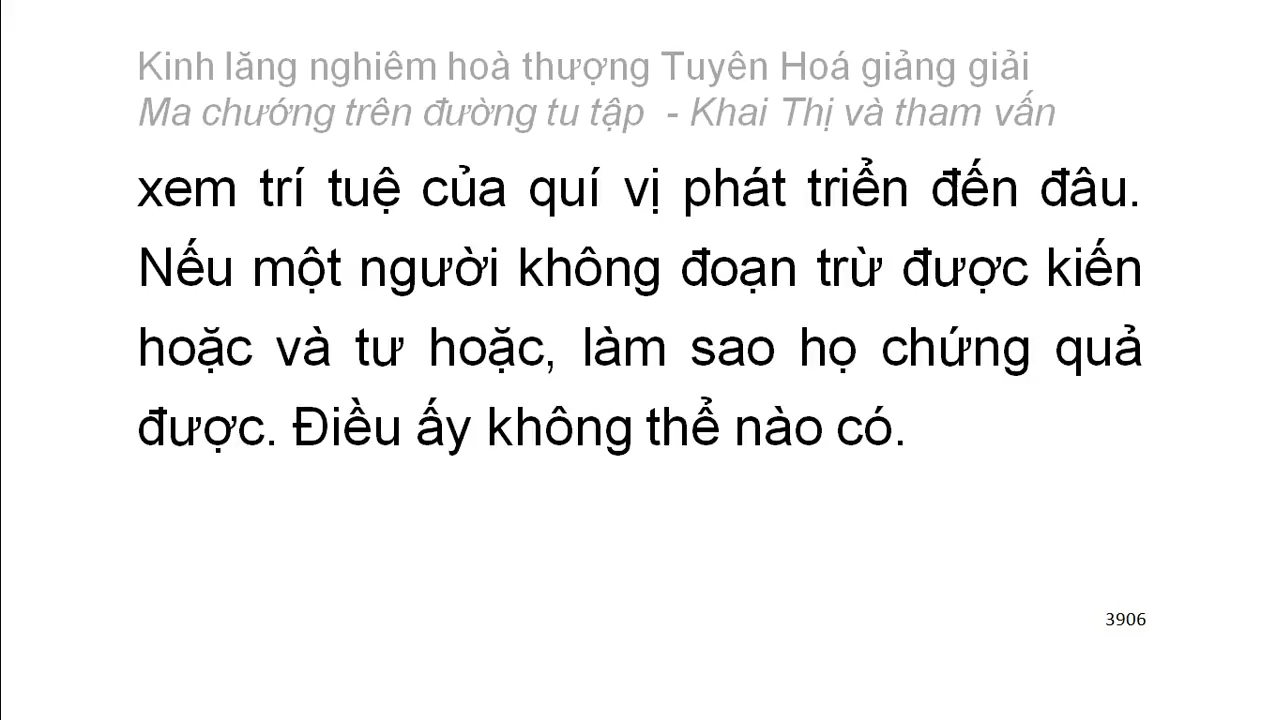 Kinh lăng nghiêm hoà thượng Tuyên Hoá giảng giải
Ma chướng trên đường tu tập - Khai Thị và tham vấn
xem trí tuệ của quí vị phát triển đến đâu.
Nếu một người không đoạn trừ được kiến
hoặc và tư hoặc, làm sao họ chứng quả
được. Điều ấy không thể nào có.
3906